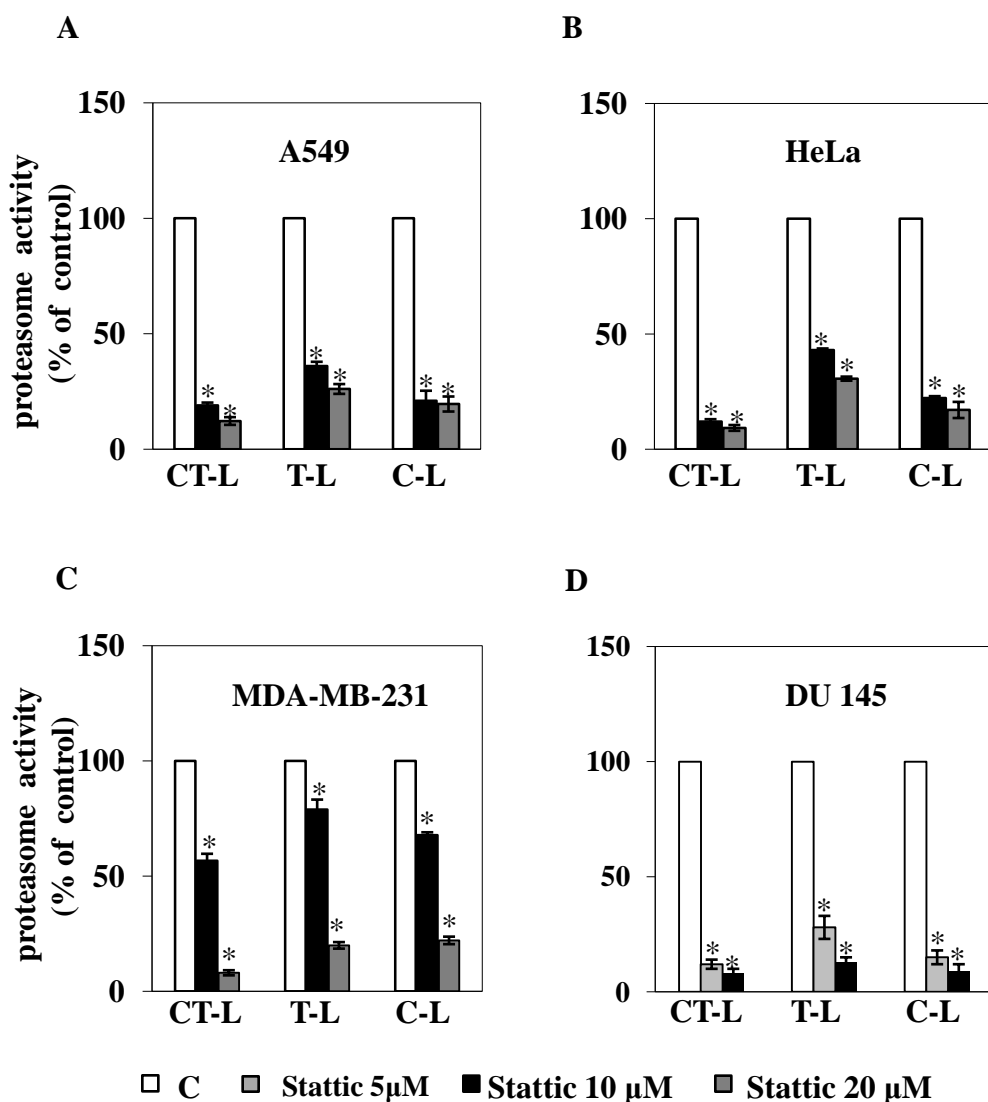 A
B
150
100
50
0
proteasome activity
(% of control)
A549
*
*
*
*
*
*
CT-L T-L C-L
150
100
50
0
HeLa
*
*
*
*
*
*
CT-L T-L C-L
C
D
150
100
50
0
proteasome activity
(% of control)
MDA-MB-231
*
*
*
*
*
*
CT-L T-L C-L
150
100
50
0
DU 145
*
*
*
*
*
*
CT-L T-L C-L
C Stattic 5µM Stattic 10 µM Stattic 20 µM